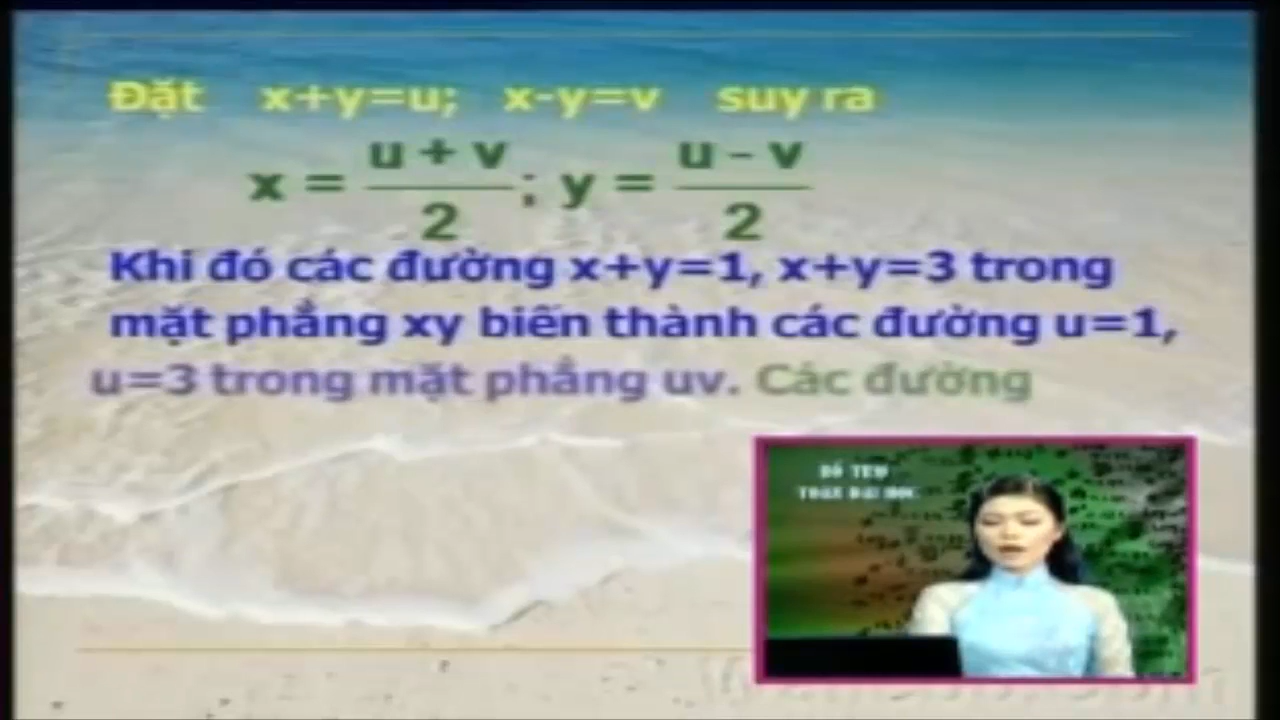 Đặt x+y=u; x-y=v suy ra
x = u + v / 2 ; y = u - v / 2
Khi đó các đường x+y=1, x+y=3 trong
mặt phẳng xy biến thành các đường u=1,
u=3 trong mặt phẳng uv. Các đường